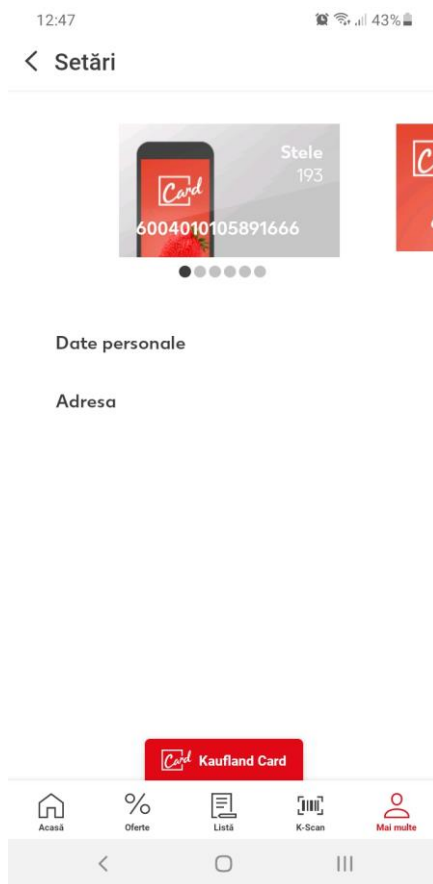 12:47 43%
Setări
Stele
193
Card
6004010105891666
Date personale
Adresa
Card Kaufland Card
Acasă Oferte Listă K-Scan Mai multe